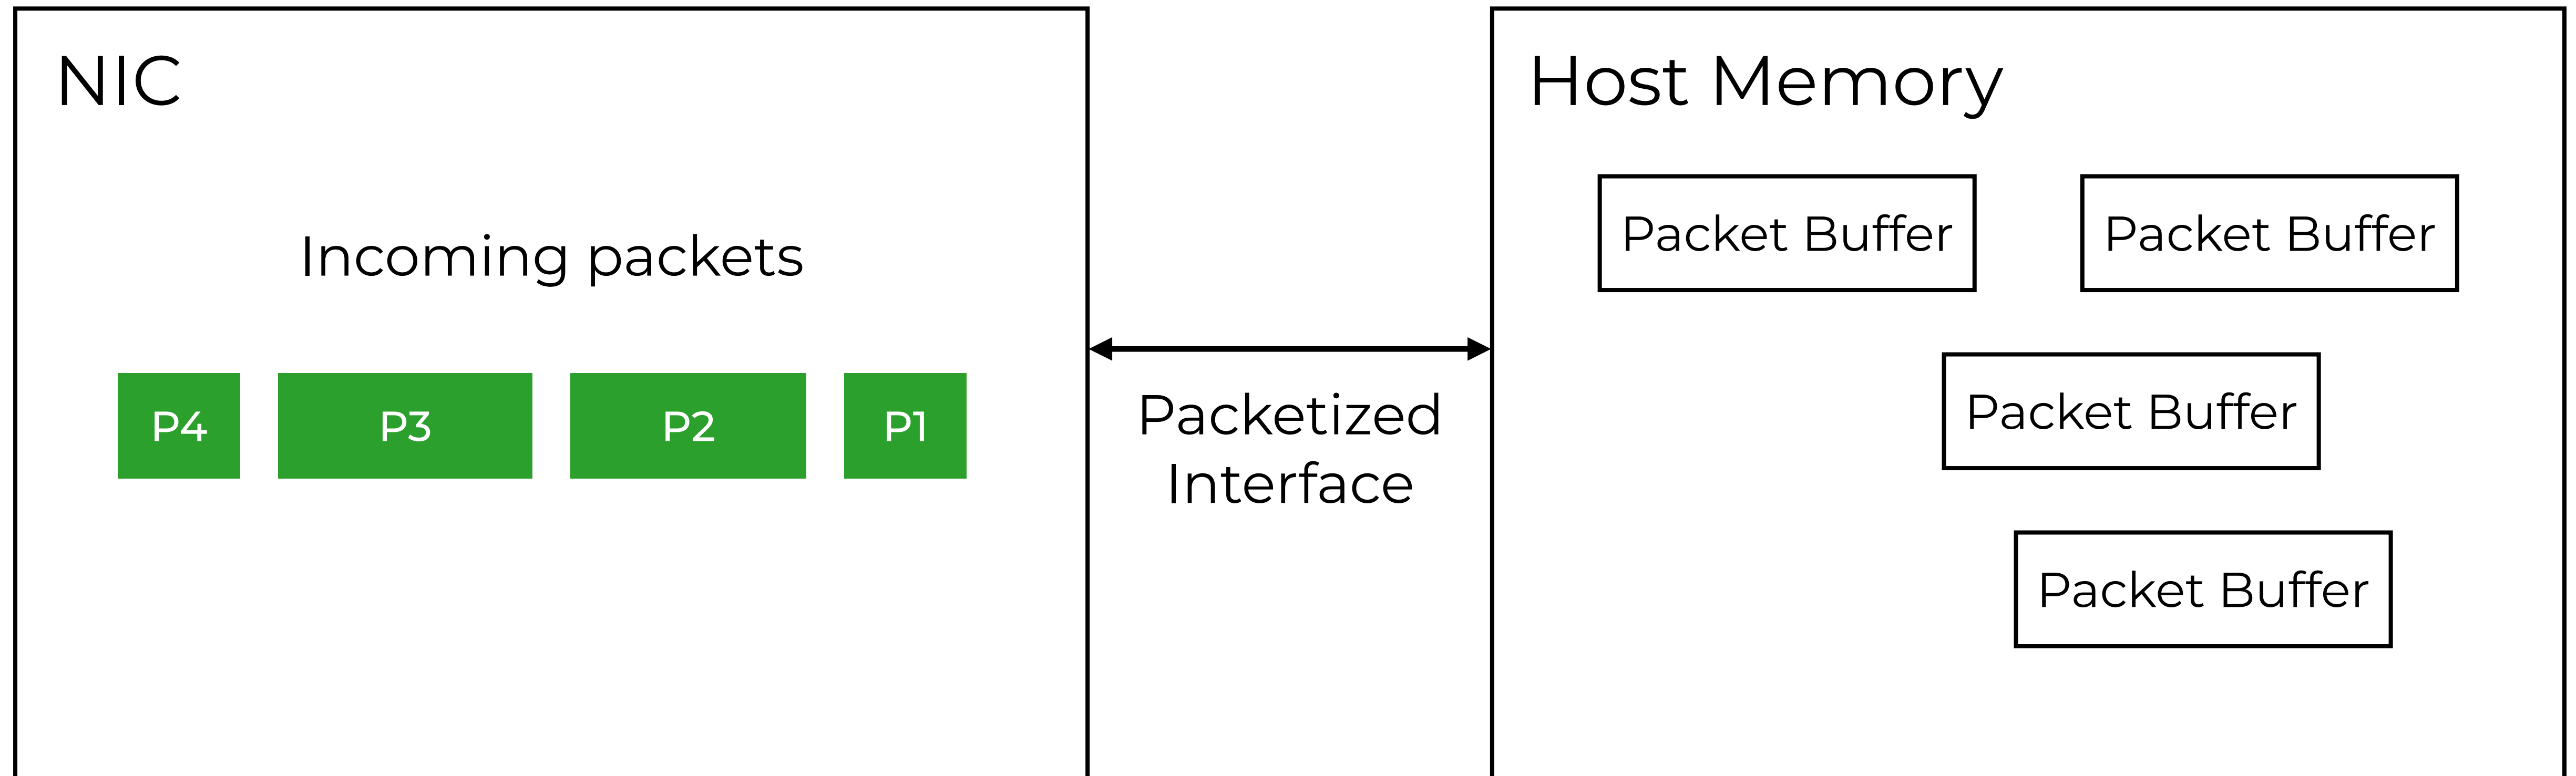 NIC
Incoming packets
P4
P3
P2
P1
Packetized
Interface
Host Memory
Packet Buffer
Packet Buffer
Packet Buffer
Packet Buffer